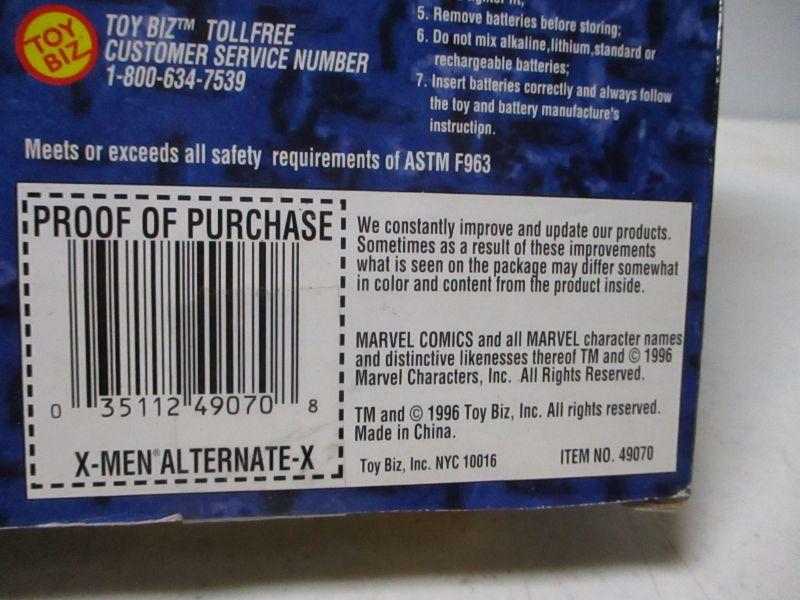 TOY BIZ
TOY BIZ™ TOLLFREE
CUSTOMER SERVICE NUMBER
1-800-634-7539
5. Remove batteries before storing;
6. Do not mix alkaline,lithium,standard or
rechargeable batteries;
7. Insert batteries correctly and always follow
the toy and battery manufacture's
instruction.
Meets or exceeds all safety requirements of ASTM F963
PROOF OF PURCHASE
0 35112 49070 8
X-MEN® ALTERNATE-X
We constantly improve and update our products.
Sometimes as a result of these improvements
what is seen on the package may differ somewhat
in color and content from the product inside.
MARVEL COMICS and all MARVEL character names
and distinctive likenesses thereof TM and © 1996
Marvel Characters, Inc. All Rights Reserved.
TM and © 1996 Toy Biz, Inc. All rights reserved.
Made in China.
Toy Biz, Inc. NYC 10016
ITEM NO. 49070